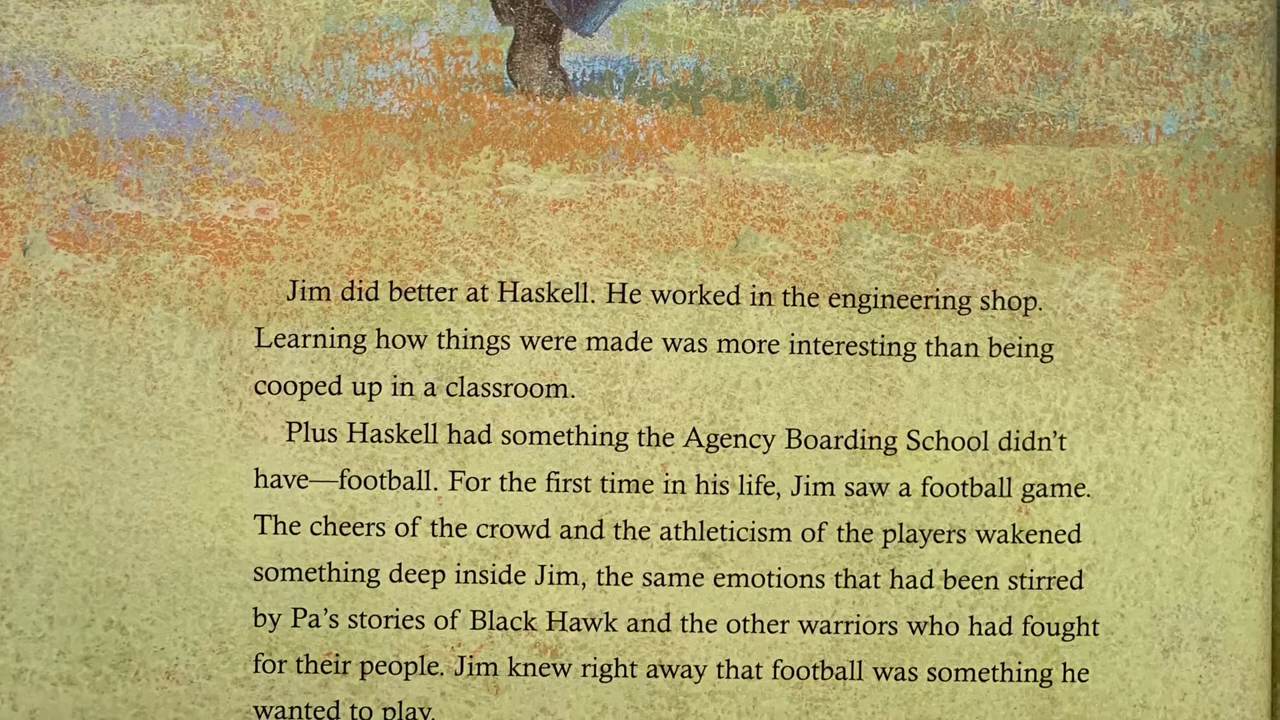 Jim did better at Haskell. He worked in the engineering shop.
Learning how things were made was more interesting than being
cooped up in a classroom.
Plus Haskell had something the Agency Boarding School didn't
have—football. For the first time in his life, Jim saw a football game.
The cheers of the crowd and the athleticism of the players wakened
something deep inside Jim, the same emotions that had been stirred
by Pa's stories of Black Hawk and the other warriors who had fought
for their people. Jim knew right away that football was something he
wanted to play.